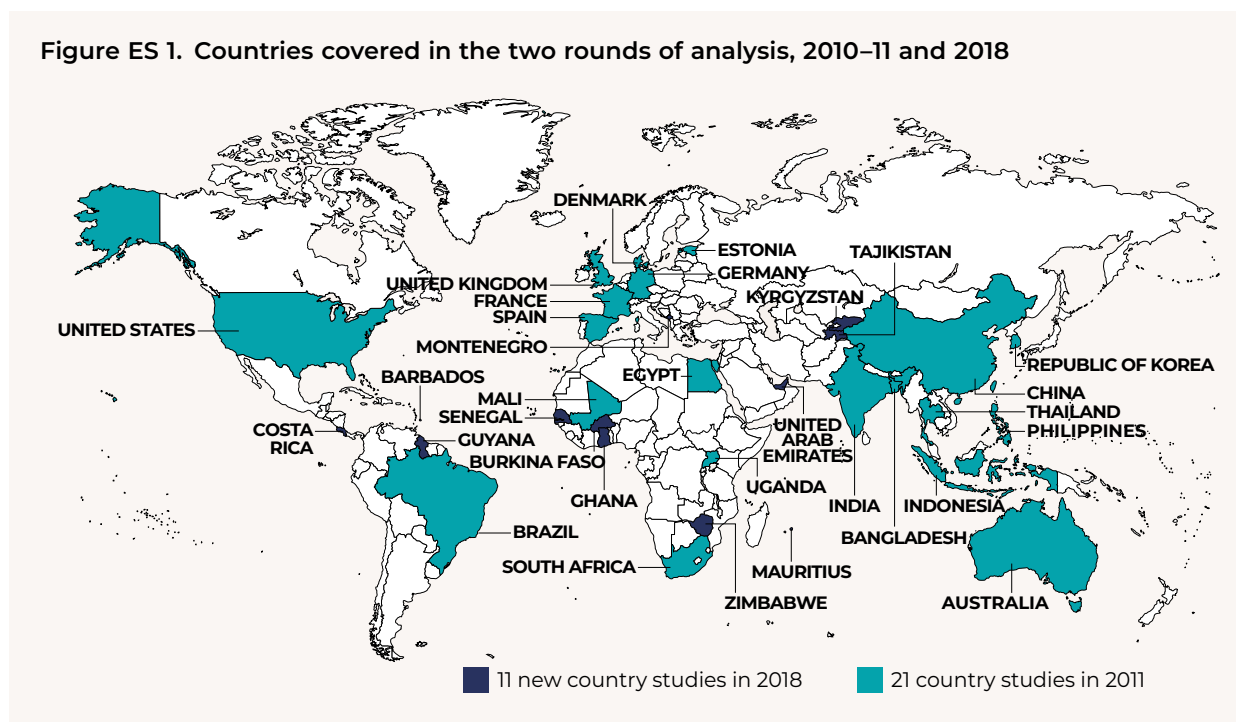 Figure ES 1. Countries covered in the two rounds of analysis, 2010–11 and 2018
DENMARK
ESTONIA
TAJIKISTAN
GERMANY
UNITED KINGDOM
KYRGYZSTAN
FRANCE
SPAIN
UNITED STATES
MONTENEGRO
REPUBLIC OF KOREA
BARBADOS
EGYPT
CHINA
MALI
THAILAND
SENEGAL
UNITED
ARAB
EMIRATES
PHILIPPINES
COSTA
RICA
GUYANA
BURKINA FASO
UGANDA
GHANA
INDIA
INDONESIA
BRAZIL
BANGLADESH
SOUTH AFRICA
MAURITIUS
ZIMBABWE
AUSTRALIA
11 new country studies in 2018
21 country studies in 2011